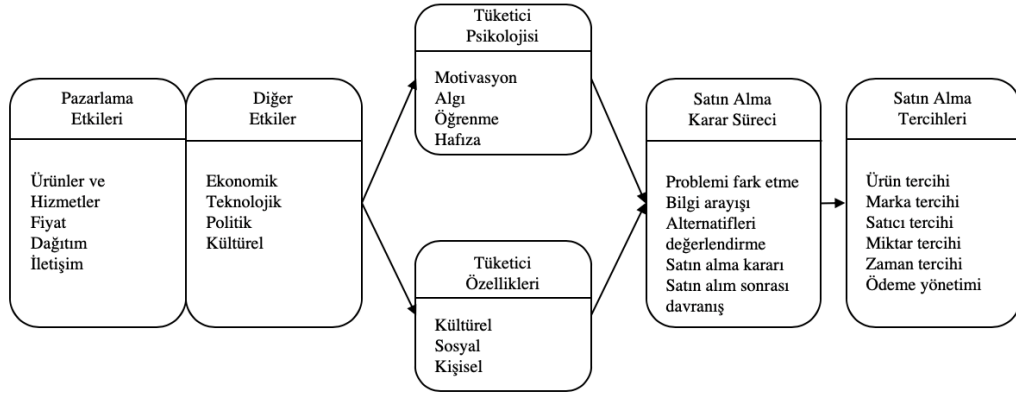 Pazarlama
Etkileri
Ürünler ve
Hizmetler
Fiyat
Dağıtım
İletişim
Diğer
Etkiler
Ekonomik
Teknolojik
Politik
Kültürel
Tüketici
Psikolojisi
Motivasyon
Algı
Öğrenme
Hafıza
Tüketici
Özellikleri
Kültürel
Sosyal
Kişisel
Satın Alma
Karar Süreci
Problemi fark etme
Bilgi arayışı
Alternatifleri
değerlendirme
Satın alma kararı
Satın alım sonrası
davranış
Satın Alma
Tercihleri
Ürün tercihi
Marka tercihi
Satıcı tercihi
Miktar tercihi
Zaman tercihi
Ödeme yönetimi